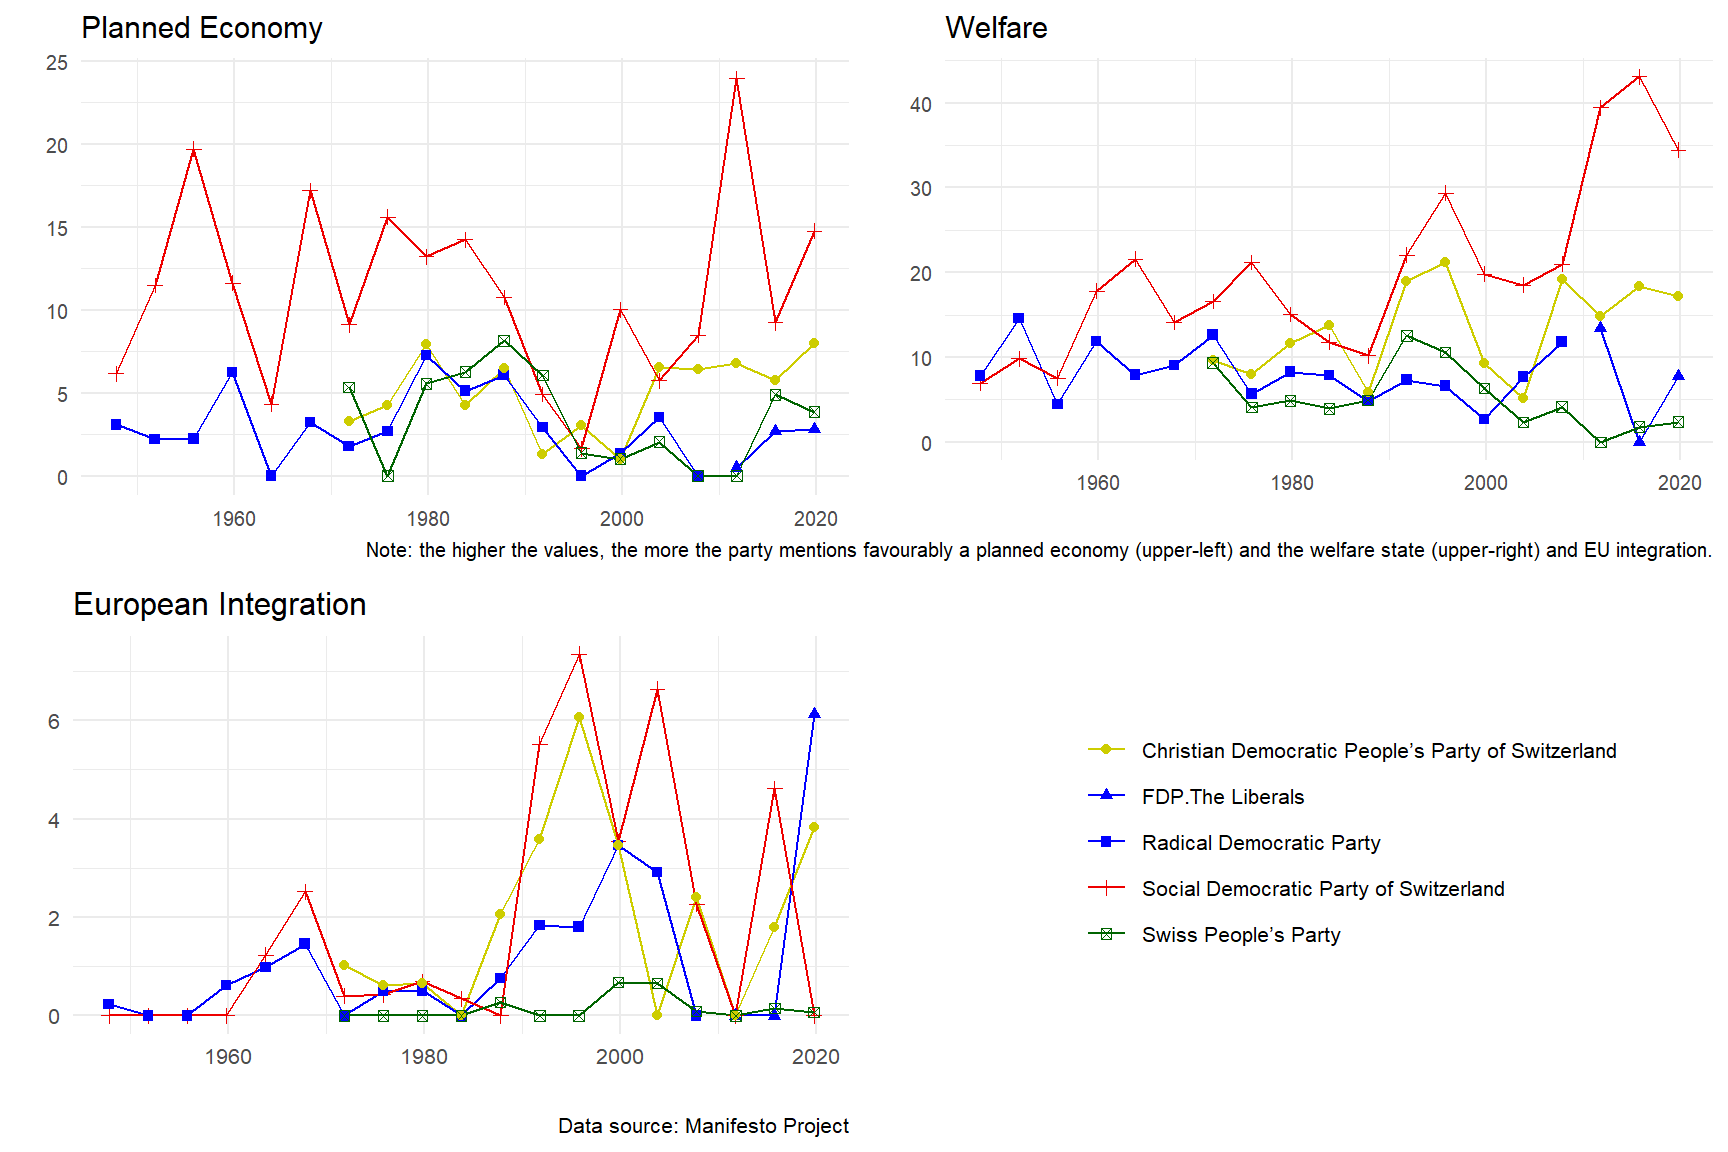 Planned Economy
25
20
15
10
5
0
1960 1980 2000 2020
Welfare
40
30
20
10
0
1960 1980 2000 2020
Note: the higher the values, the more the party mentions favourably a planned economy (upper-left) and the welfare state (upper-right) and EU integration.
European Integration
6
4
2
0
1960 1980 2000 2020
Christian Democratic People’s Party of Switzerland
FDP.The Liberals
Radical Democratic Party
Social Democratic Party of Switzerland
Swiss People’s Party
Data source: Manifesto Project